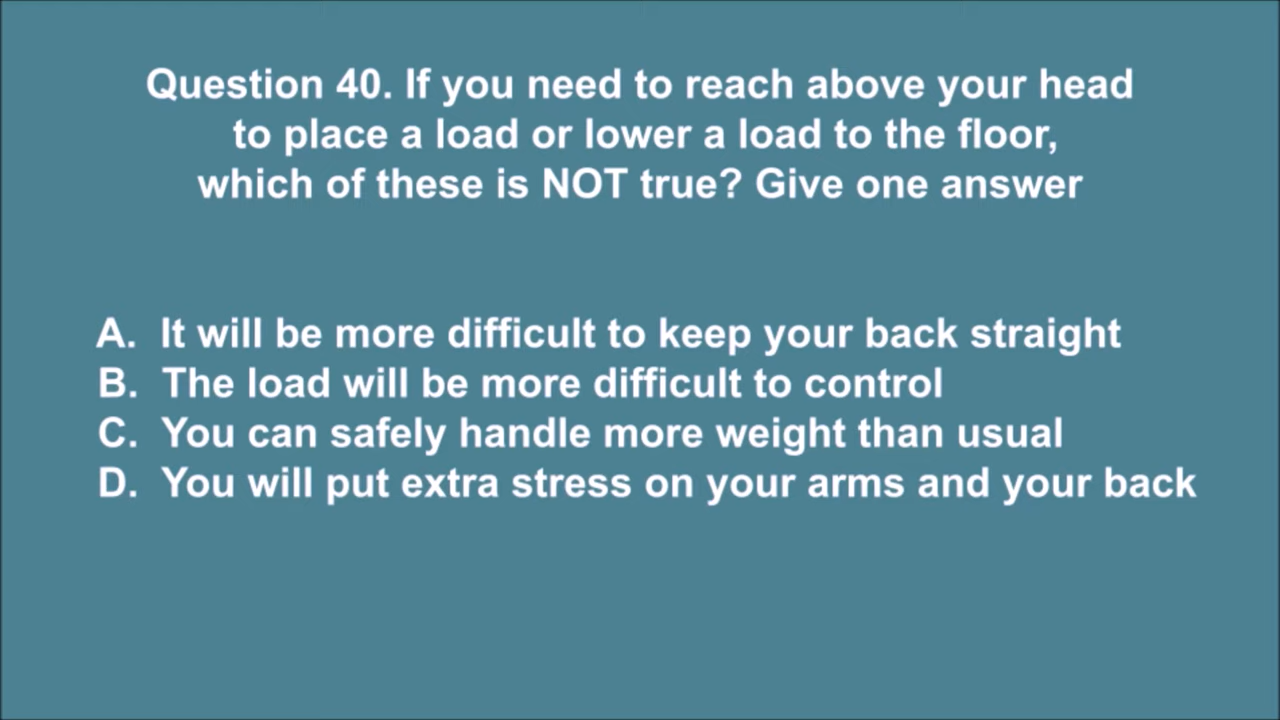 Question 40. If you need to reach above your head
to place a load or lower a load to the floor,
which of these is NOT true? Give one answer
A. It will be more difficult to keep your back straight
B. The load will be more difficult to control
C. You can safely handle more weight than usual
D. You will put extra stress on your arms and your back